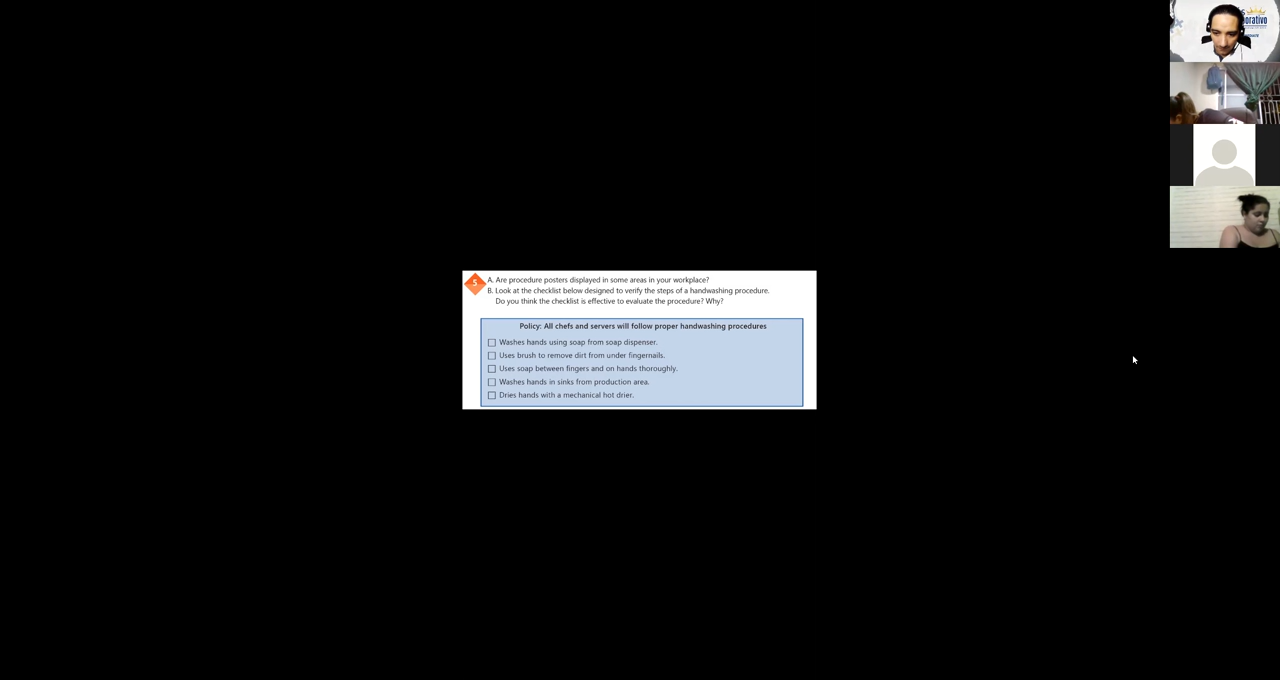 orativo
5
A. Are procedure posters displayed in some areas in your workplace?
B. Look at the checklist below designed to verify the steps of a handwashing procedure.
Do you think the checklist is effective to evaluate the procedure? Why?
Policy: All chefs and servers will follow proper handwashing procedures
Washes hands using soap from soap dispenser.
Uses brush to remove dirt from under fingernails.
Uses soap between fingers and on hands thoroughly.
Washes hands in sinks from production area.
Dries hands with a mechanical hot drier.